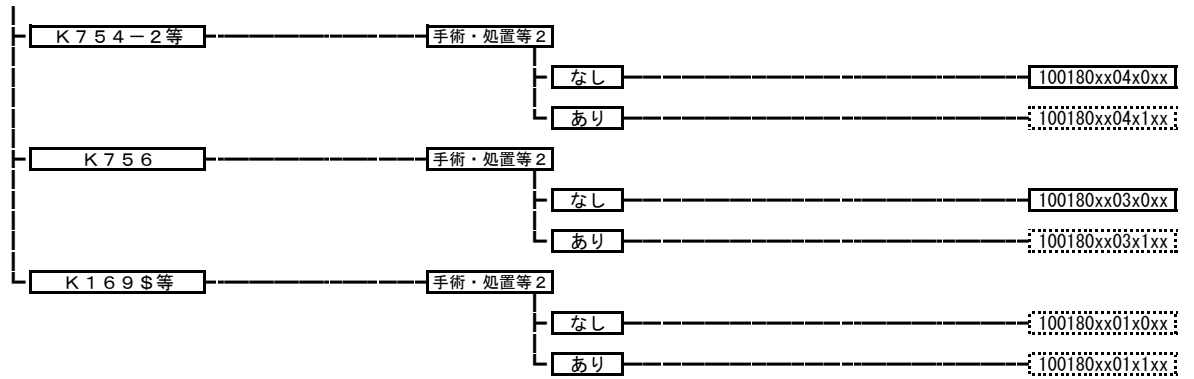 K754-2等 手術・処置等2
なし 100180xx04x0xx
あり 100180xx04x1xx
K756 手術・処置等2
なし 100180xx03x0xx
あり 100180xx03x1xx
K169$等 手術・処置等2
なし 100180xx01x0xx
あり 100180xx01x1xx